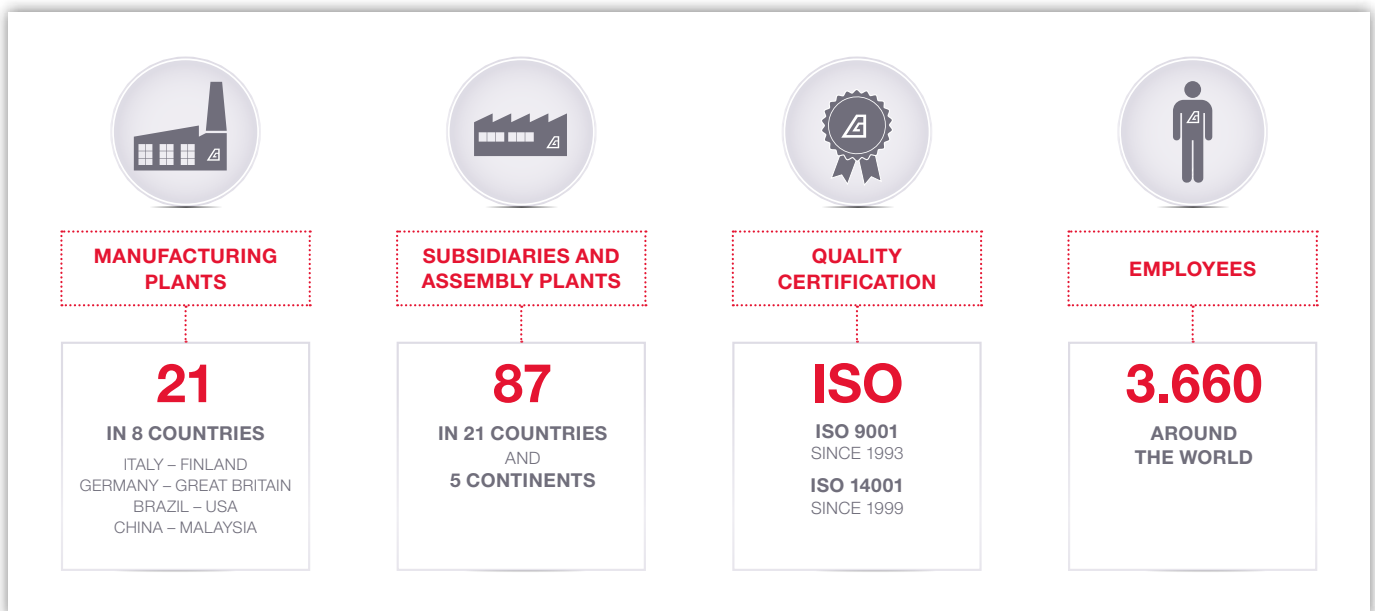 MANUFACTURING
PLANTS
21
IN 8 COUNTRIES
ITALY – FINLAND
GERMANY – GREAT BRITAIN
BRAZIL – USA
CHINA – MALAYSIA
SUBSIDIARIES AND
ASSEMBLY PLANTS
87
IN 21 COUNTRIES
AND
5 CONTINENTS
QUALITY
CERTIFICATION
ISO
ISO 9001
SINCE 1993
ISO 14001
SINCE 1999
EMPLOYEES
3.660
AROUND
THE WORLD